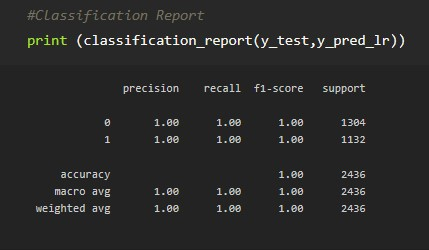 #Classification Report
print (classification_report(y_test,y_pred_lr))
precision recall f1-score support
0 1.00 1.00 1.00 1304
1 1.00 1.00 1.00 1132
accuracy 1.00 2436
macro avg 1.00 1.00 1.00 2436
weighted avg 1.00 1.00 1.00 2436